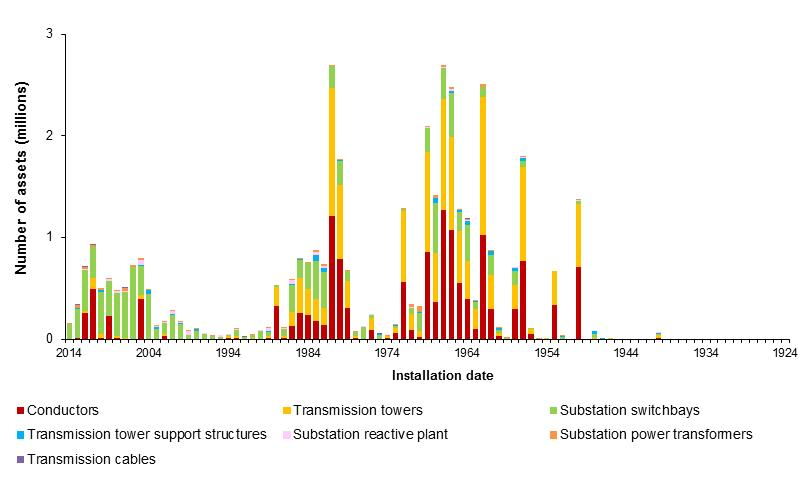 3
2
1
0
Number of assets (millions)
2014 2004 1994 1984 1974 1964 1954 1944 1934 1924
Installation date
Conductors Transmission towers Substation switchbays
Transmission tower support structures Substation reactive plant Substation power transformers
Transmission cables